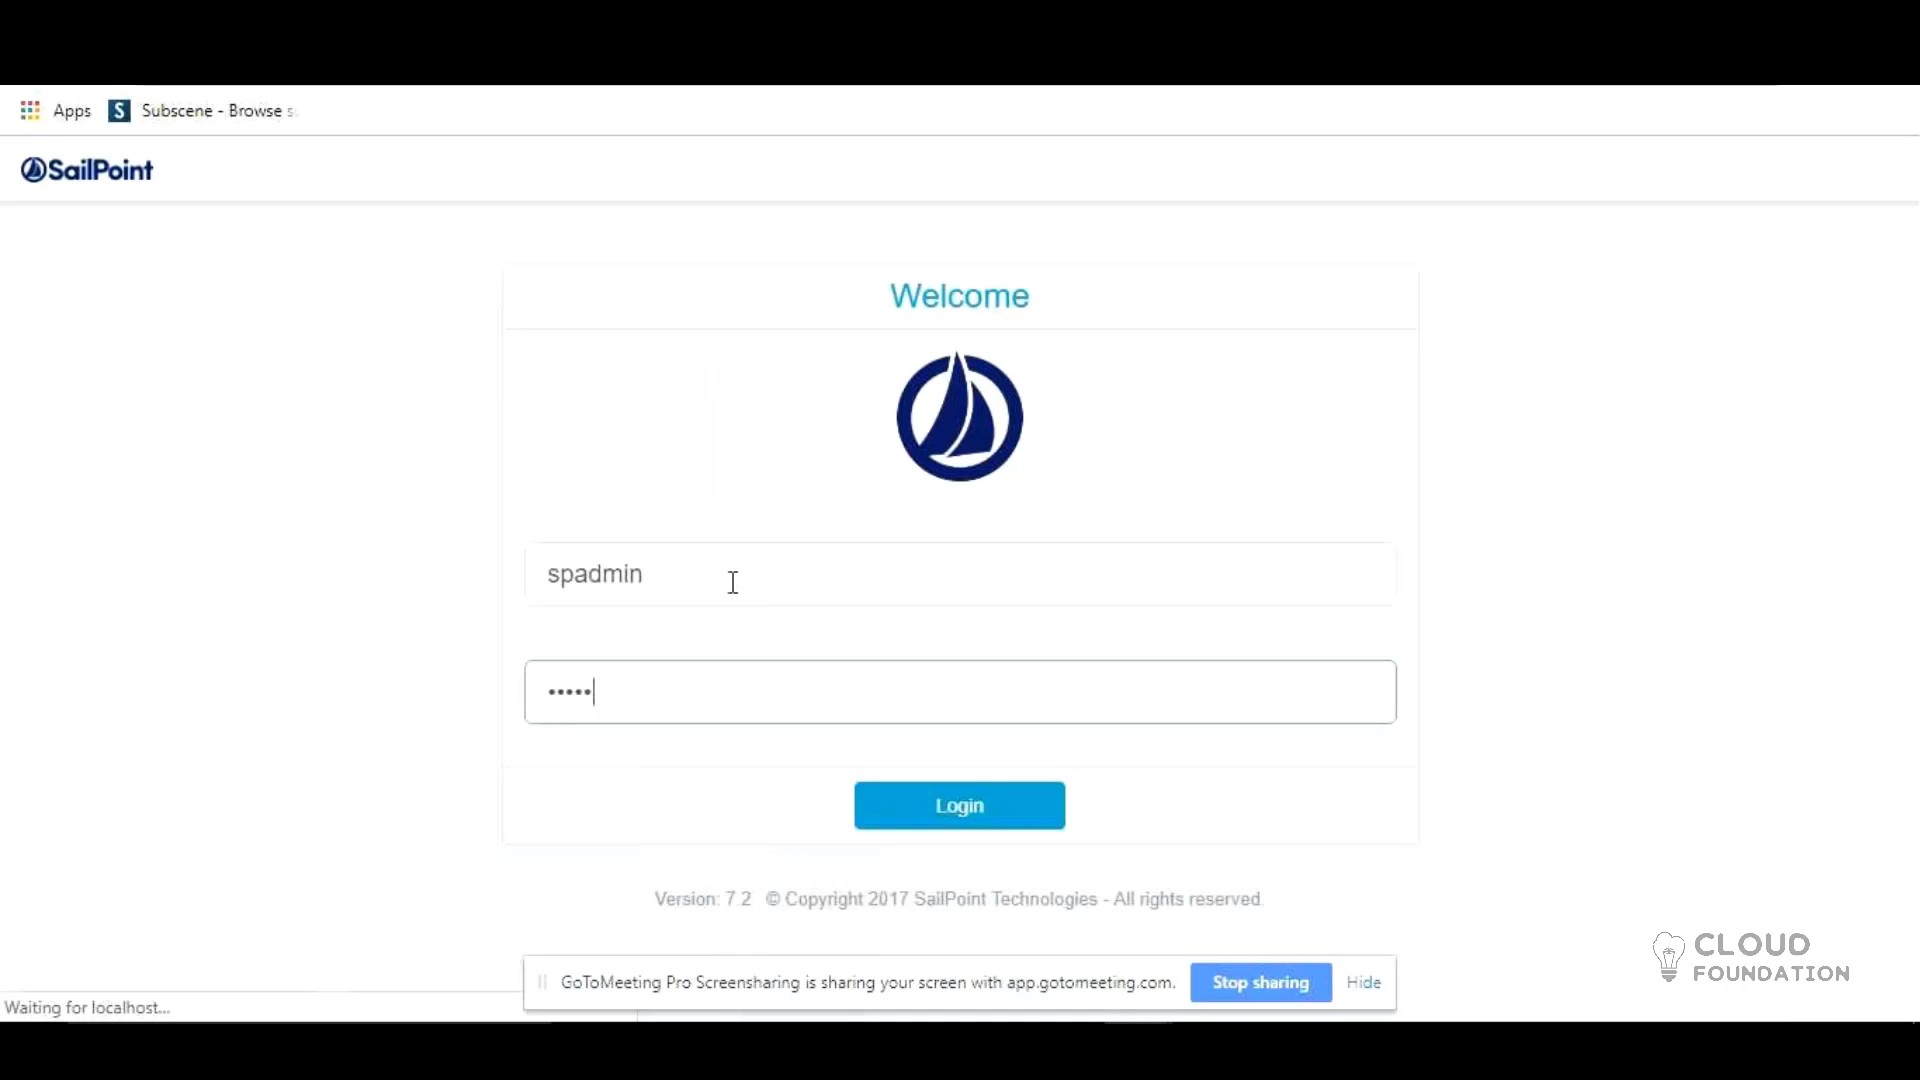 Apps
S
Subscene - Browse s
SailPoint
Welcome
spadmin
•••••
Login
Version: 7.2 © Copyright 2017 SailPoint Technologies - All rights reserved.
CLOUD
FOUNDATION
GoToMeeting Pro Screensharing is sharing your screen with app.gotomeeting.com.
Stop sharing
Hide
Waiting for localhost...